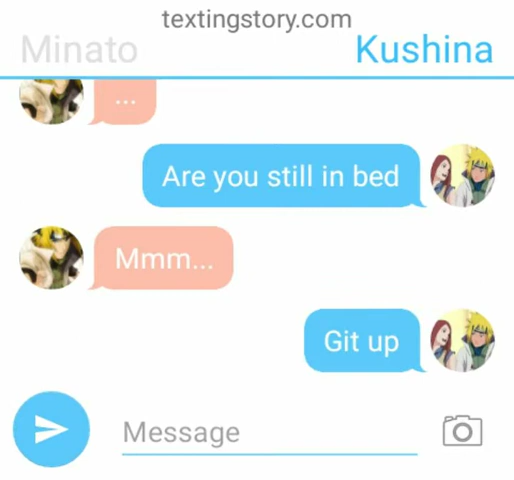 textingstory.com
Minato Kushina
...
Are you still in bed
Mmm...
Git up
Message